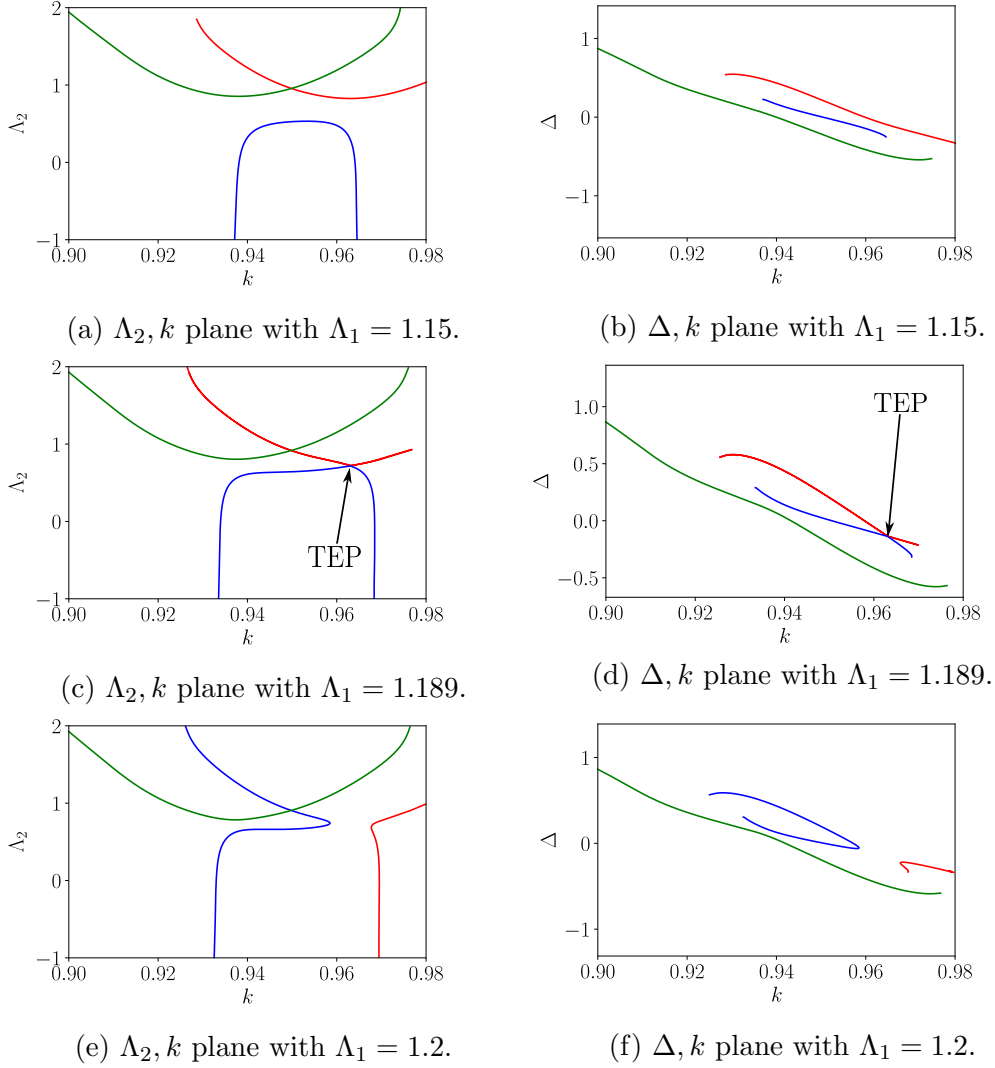 2
1
0
−1
Λ₂
0.90 0.92 0.94 0.96 0.98
k
1
0
−1
Δ
0.90 0.92 0.94 0.96 0.98
k
(a) Λ₂, k plane with Λ₁ = 1.15.
(b) Δ, k plane with Λ₁ = 1.15.
2
1
0
−1
Λ₂
TEP
0.90 0.92 0.94 0.96 0.98
k
1.0
0.5
0.0
−0.5
Δ
TEP
0.90 0.92 0.94 0.96 0.98
k
(c) Λ₂, k plane with Λ₁ = 1.189.
(d) Δ, k plane with Λ₁ = 1.189.
2
1
0
−1
Λ₂
0.90 0.92 0.94 0.96 0.98
k
1
0
−1
Δ
0.90 0.92 0.94 0.96 0.98
k
(e) Λ₂, k plane with Λ₁ = 1.2.
(f) Δ, k plane with Λ₁ = 1.2.